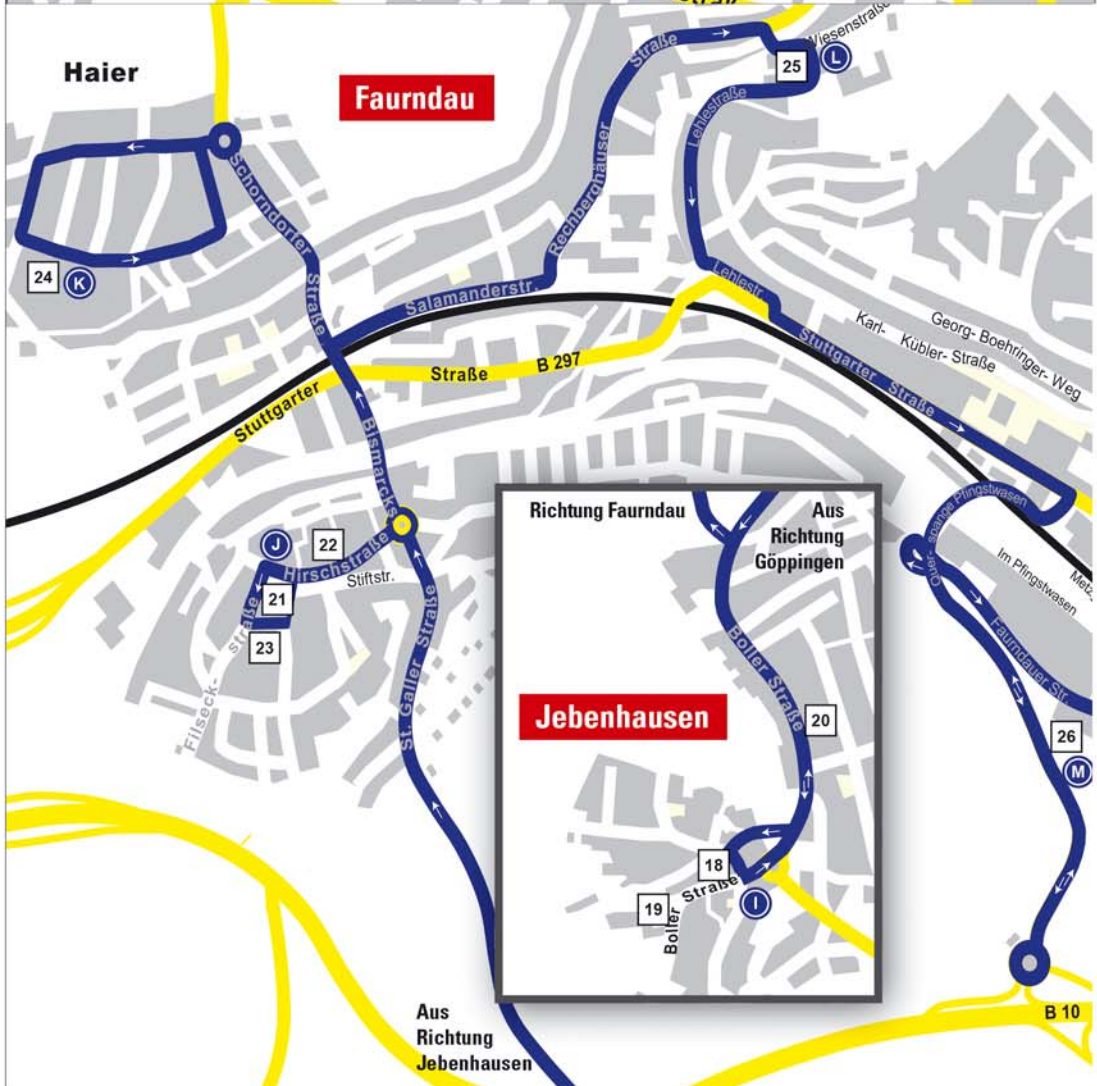 Haier
Faurndau
Wiesenstraße
25
L
Straße
Rechberghäuser
Lehlestraße
Schorndorfer Straße
24
K
Salamanderstr.
Lehlestr.
Georg- Boehringer- Weg
Karl- Kübler- Straße
Stuttgarter Straße B 297
Stuttgarter Straße
Bismarcks
J
22
Hirschstraße
Stiftstr.
21
23
Filseck- straße
St. Galler Straße
Quer- spange Pfingstwasen
Im Pfingstwasen
Metz-
Faurndauer Str.
26
M
B 10
Richtung Faurndau
Aus
Richtung
Göppingen
Boller Straße
Jebenhausen
20
18
19
Boller Straße
I
Aus
Richtung
Jebenhausen